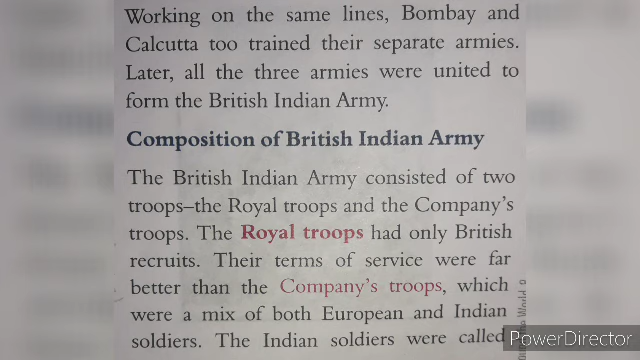 Working on the same lines, Bombay and
Calcutta too trained their separate armies.
Later, all the three armies were united to
form the British Indian Army.
Composition of British Indian Army
The British Indian Army consisted of two
troops–the Royal troops and the Company's
troops. The Royal troops had only British
recruits. Their terms of service were far
better than the Company's troops, which
were a mix of both European and Indian
soldiers. The Indian soldiers were called
PowerDirector